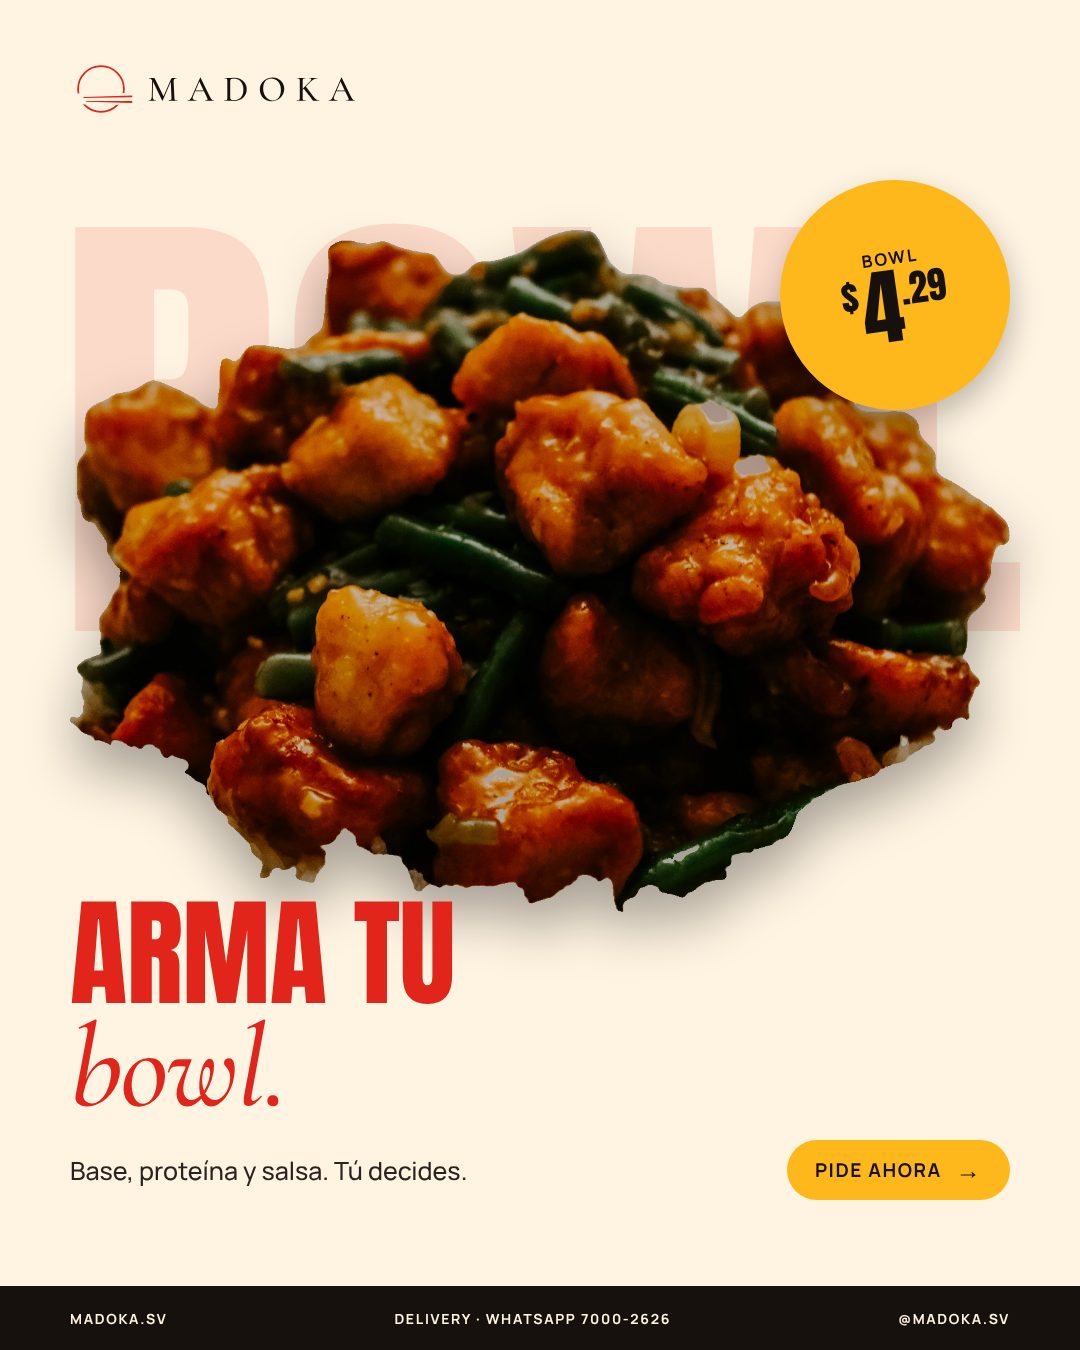 MADOKA
BOWL
$4.29
ARMA TU
bowl.
Base, proteína y salsa. Tú decides.
PIDE AHORA →
MADOKA.SV
DELIVERY · WHATSAPP 7000-2626
@MADOKA.SV